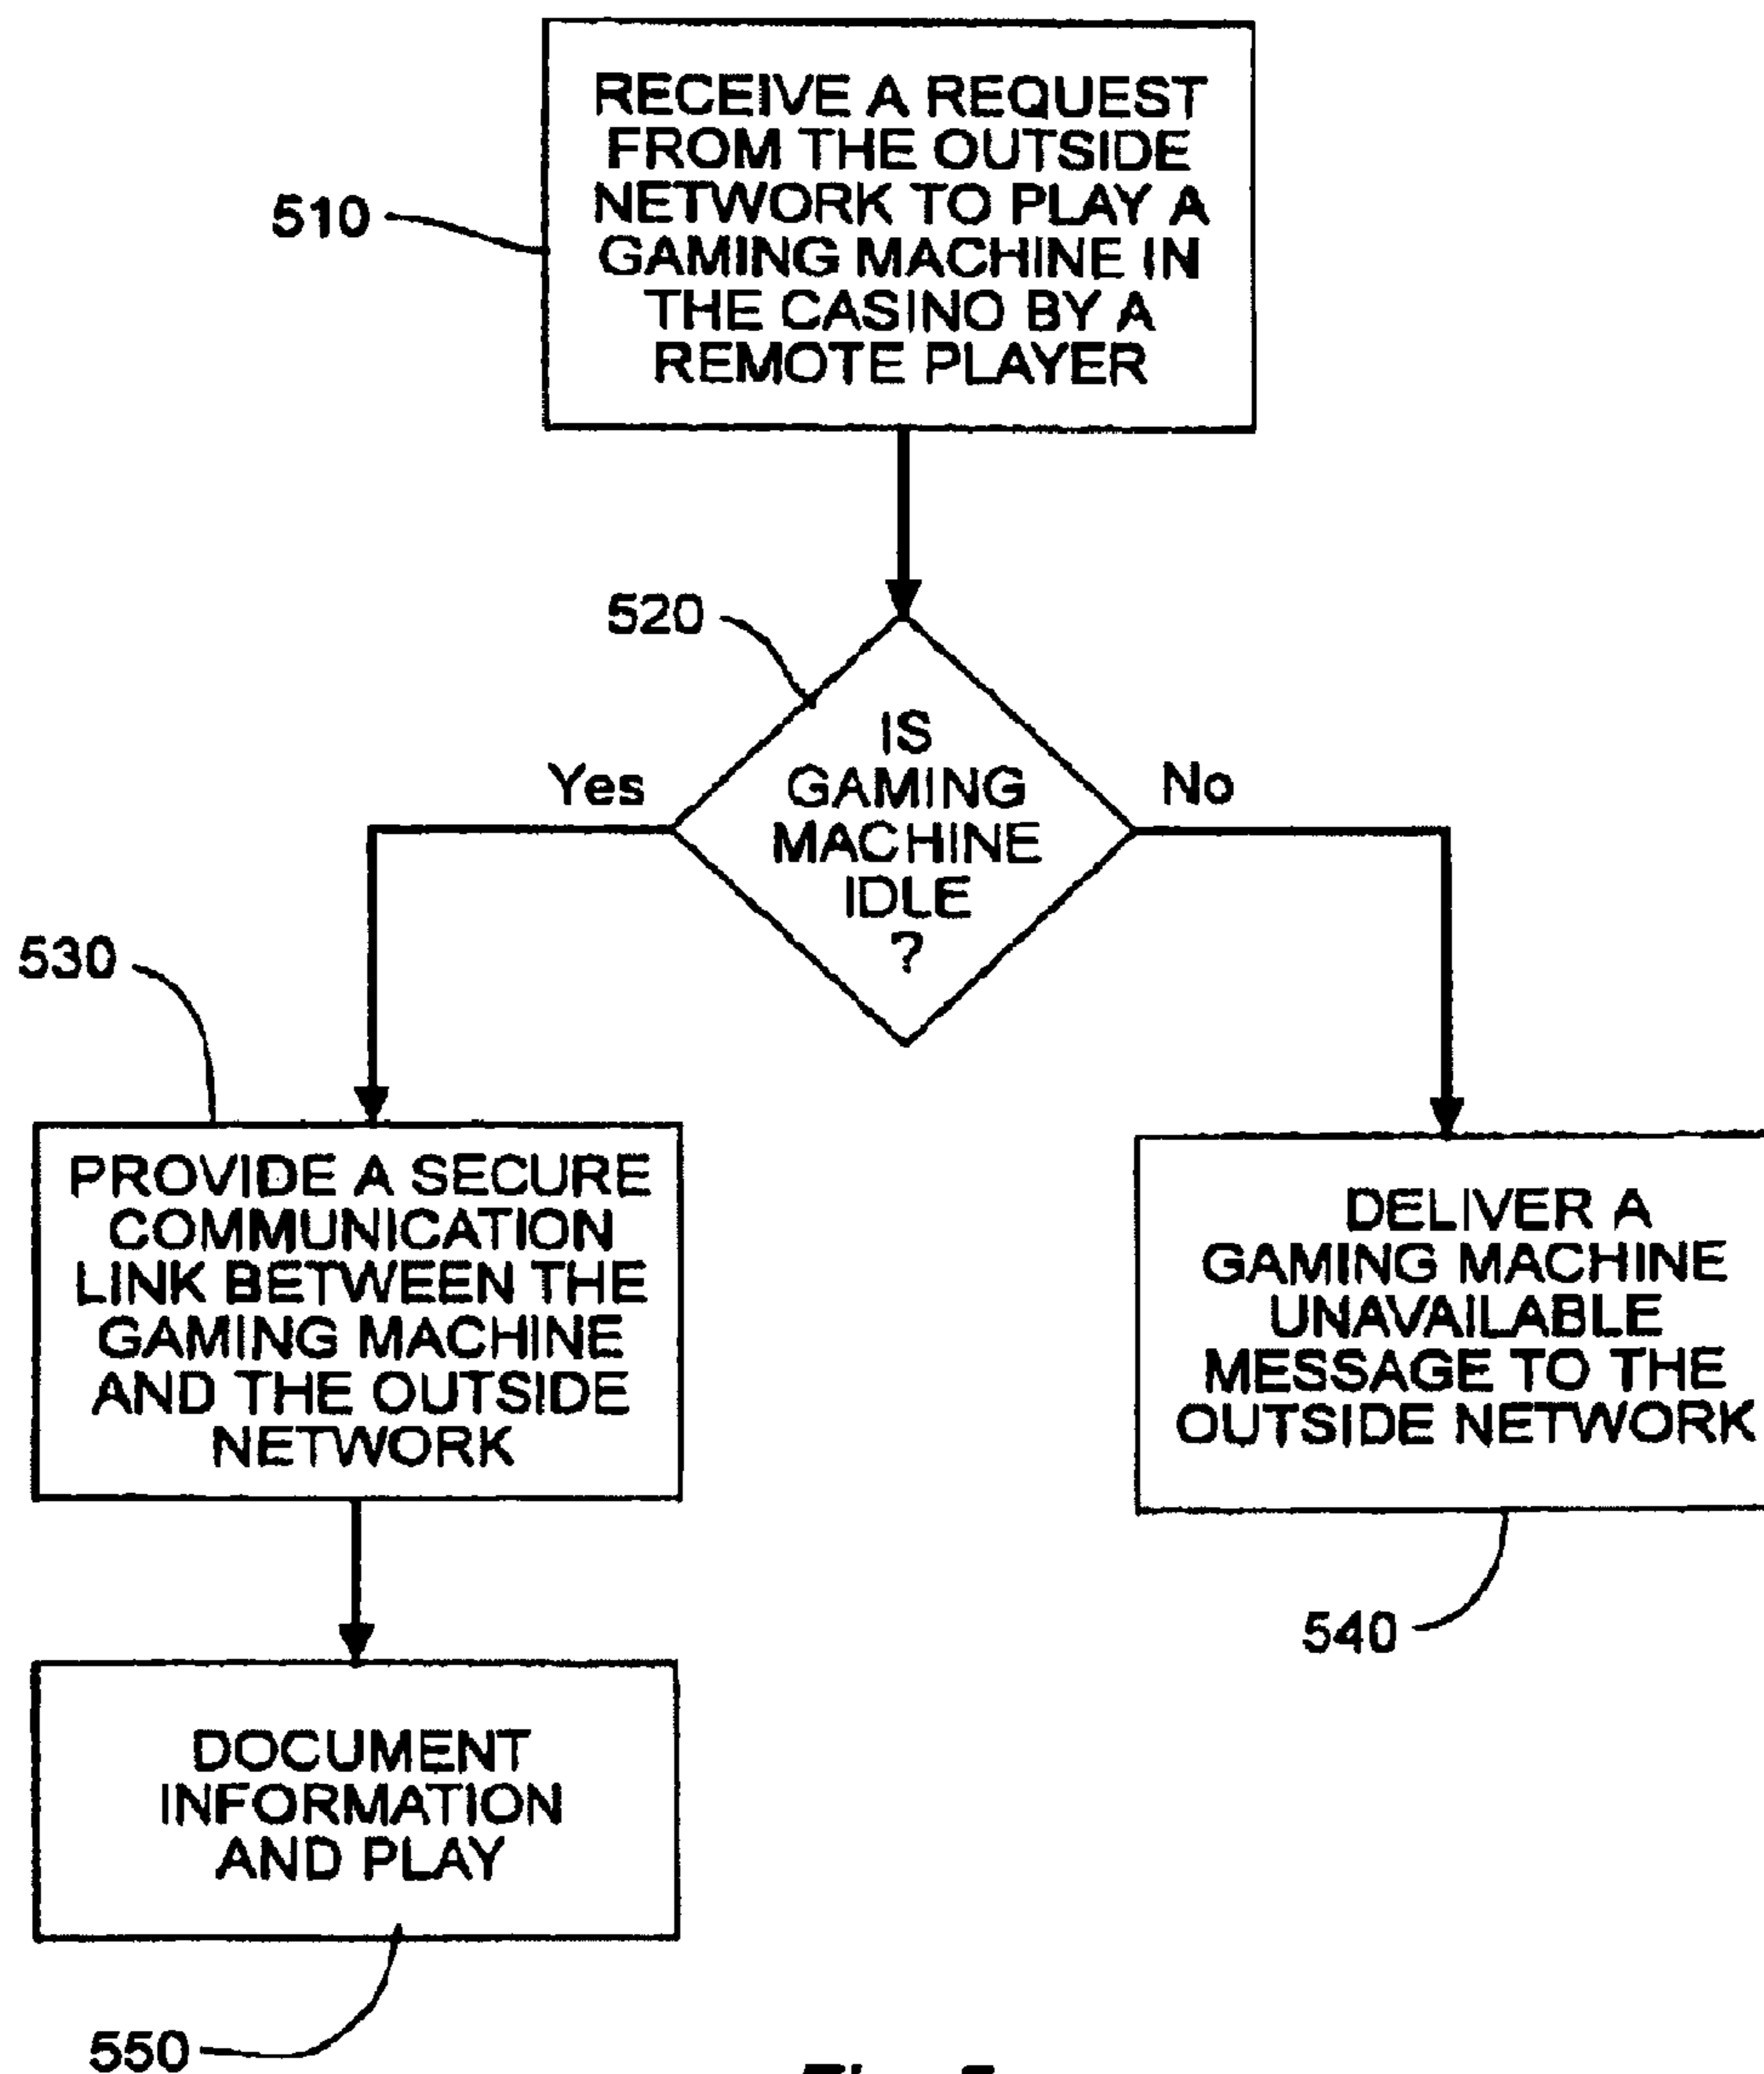 RECEIVE A REQUEST
FROM THE OUTSIDE
NETWORK TO PLAY A
GAMING MACHINE IN
THE CASINO BY A
REMOTE PLAYER
510
520
IS
GAMING
MACHINE
IDLE
?
Yes
No
530
PROVIDE A SECURE
COMMUNICATION
LINK BETWEEN THE
GAMING MACHINE
AND THE OUTSIDE
NETWORK
DELIVER A
GAMING MACHINE
UNAVAILABLE
MESSAGE TO THE
OUTSIDE NETWORK
540
DOCUMENT
INFORMATION
AND PLAY
550